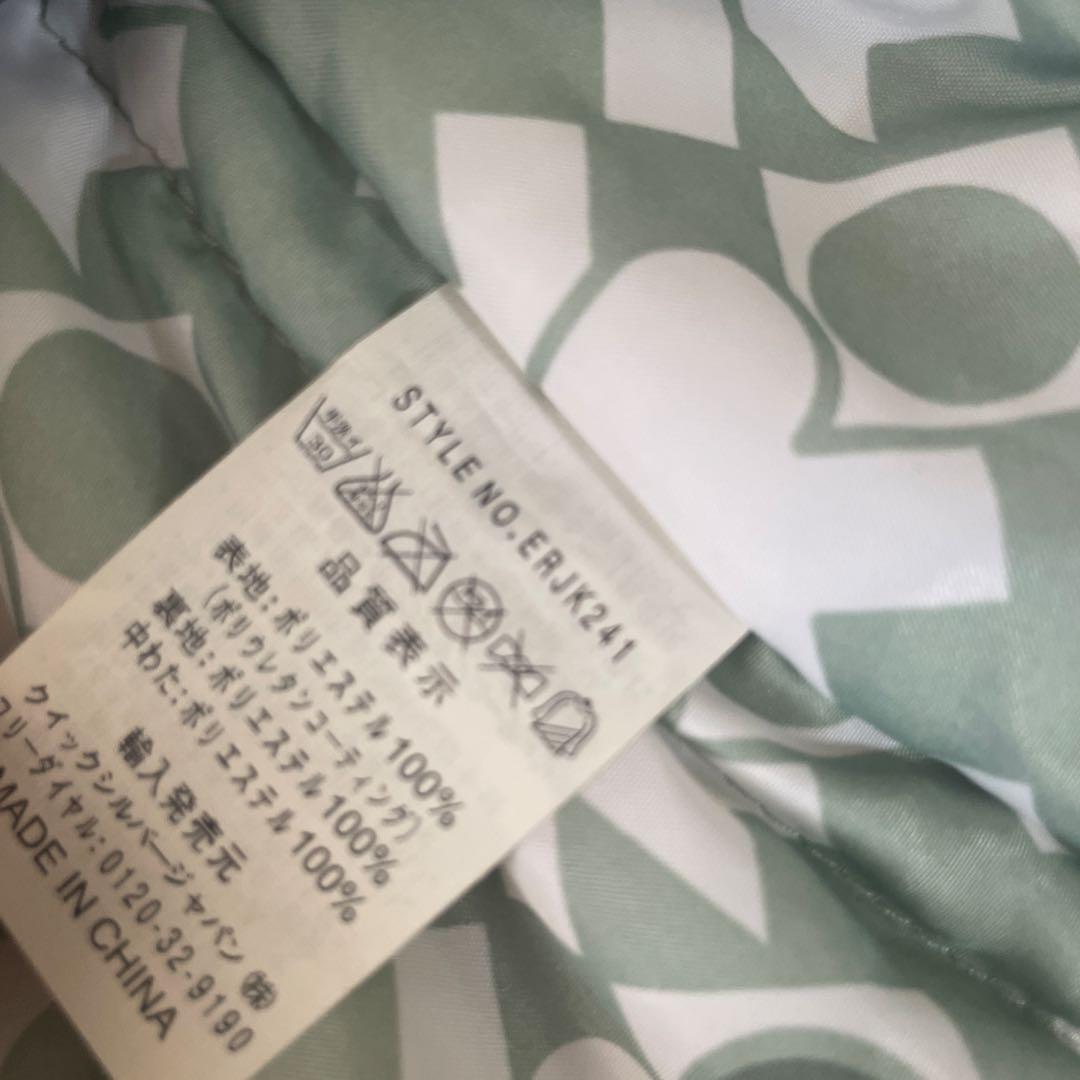 STYLE NO.ERJK241
品質表示
表地:ポリエステル100%
(ポリウレタンコーティング)
裏地:ポリエステル100%
中わた:ポリエステル100%
輸入発売元
クイックシルバージャパン㈱
フリーダイヤル:0120-32-9190
MADE IN CHINA